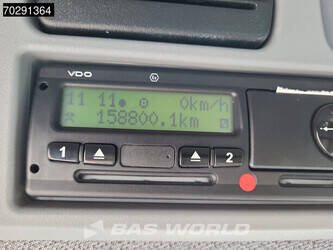 70291364
VDO
11 11 0km/h
158800.1km
1 2
BAS WORLD